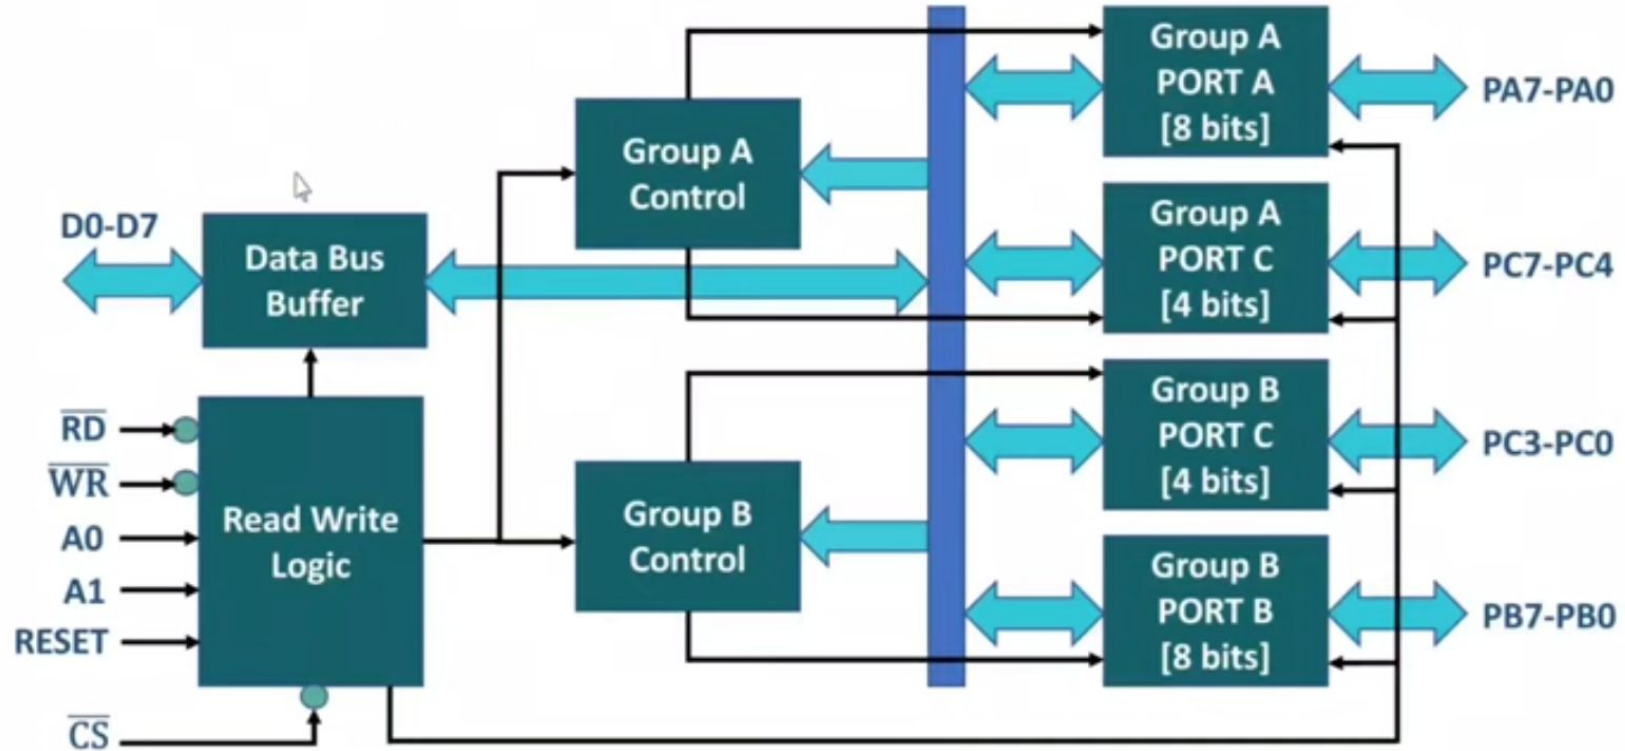 Group A
PORT A
[8 bits]
PA7-PA0
Group A
Control
Group A
PORT C
[4 bits]
PC7-PC4
D0-D7
Data Bus
Buffer
Group B
PORT C
[4 bits]
PC3-PC0
RD
WR
A0
A1
RESET
CS
Read Write
Logic
Group B
Control
Group B
PORT B
[8 bits]
PB7-PB0